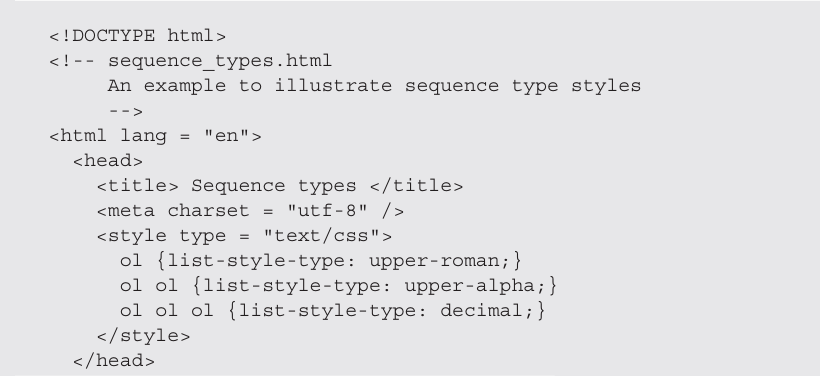 <!DOCTYPE html>
<!-- sequence_types.html
An example to illustrate sequence type styles
-->
<html lang = "en">
<head>
<title> Sequence types </title>
<meta charset = "utf-8" />
<style type = "text/css">
ol {list-style-type: upper-roman;}
ol ol {list-style-type: upper-alpha;}
ol ol ol {list-style-type: decimal;}
</style>
</head>